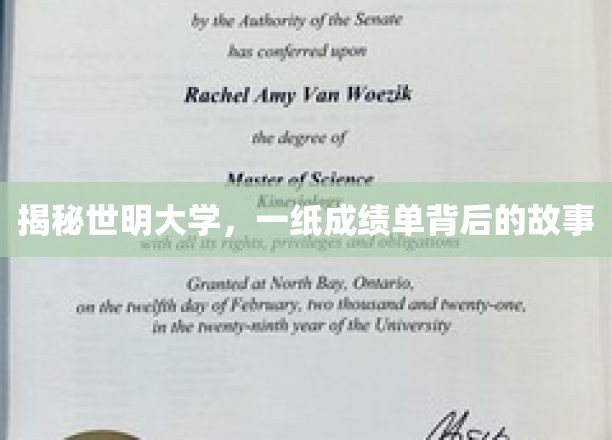 by the Authority of the Senate
has conferred upon
Rachel Amy Van Woezik
the degree of
Master of Science
Kinesiology
揭秘世明大学，一纸成绩单背后的故事
with all its rights, privileges and obligations
Granted at North Bay, Ontario,
on the twelfth day of February, two thousand and twenty-one,
in the twenty-ninth year of the University